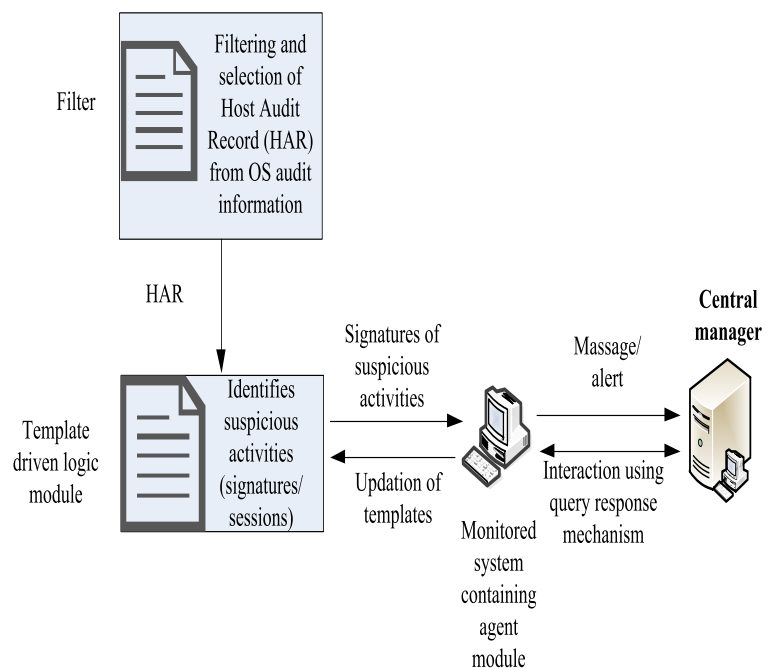 Filter
Filtering and
selection of
Host Audit
Record (HAR)
from OS audit
information
HAR
Template
driven logic
module
Identifies
suspicious
activities
(signatures/
sessions)
Signatures of
suspicious
activities
Updation of
templates
Monitored
system
containing
agent
module
Massage/
alert
Interaction using
query response
mechanism
Central
manager